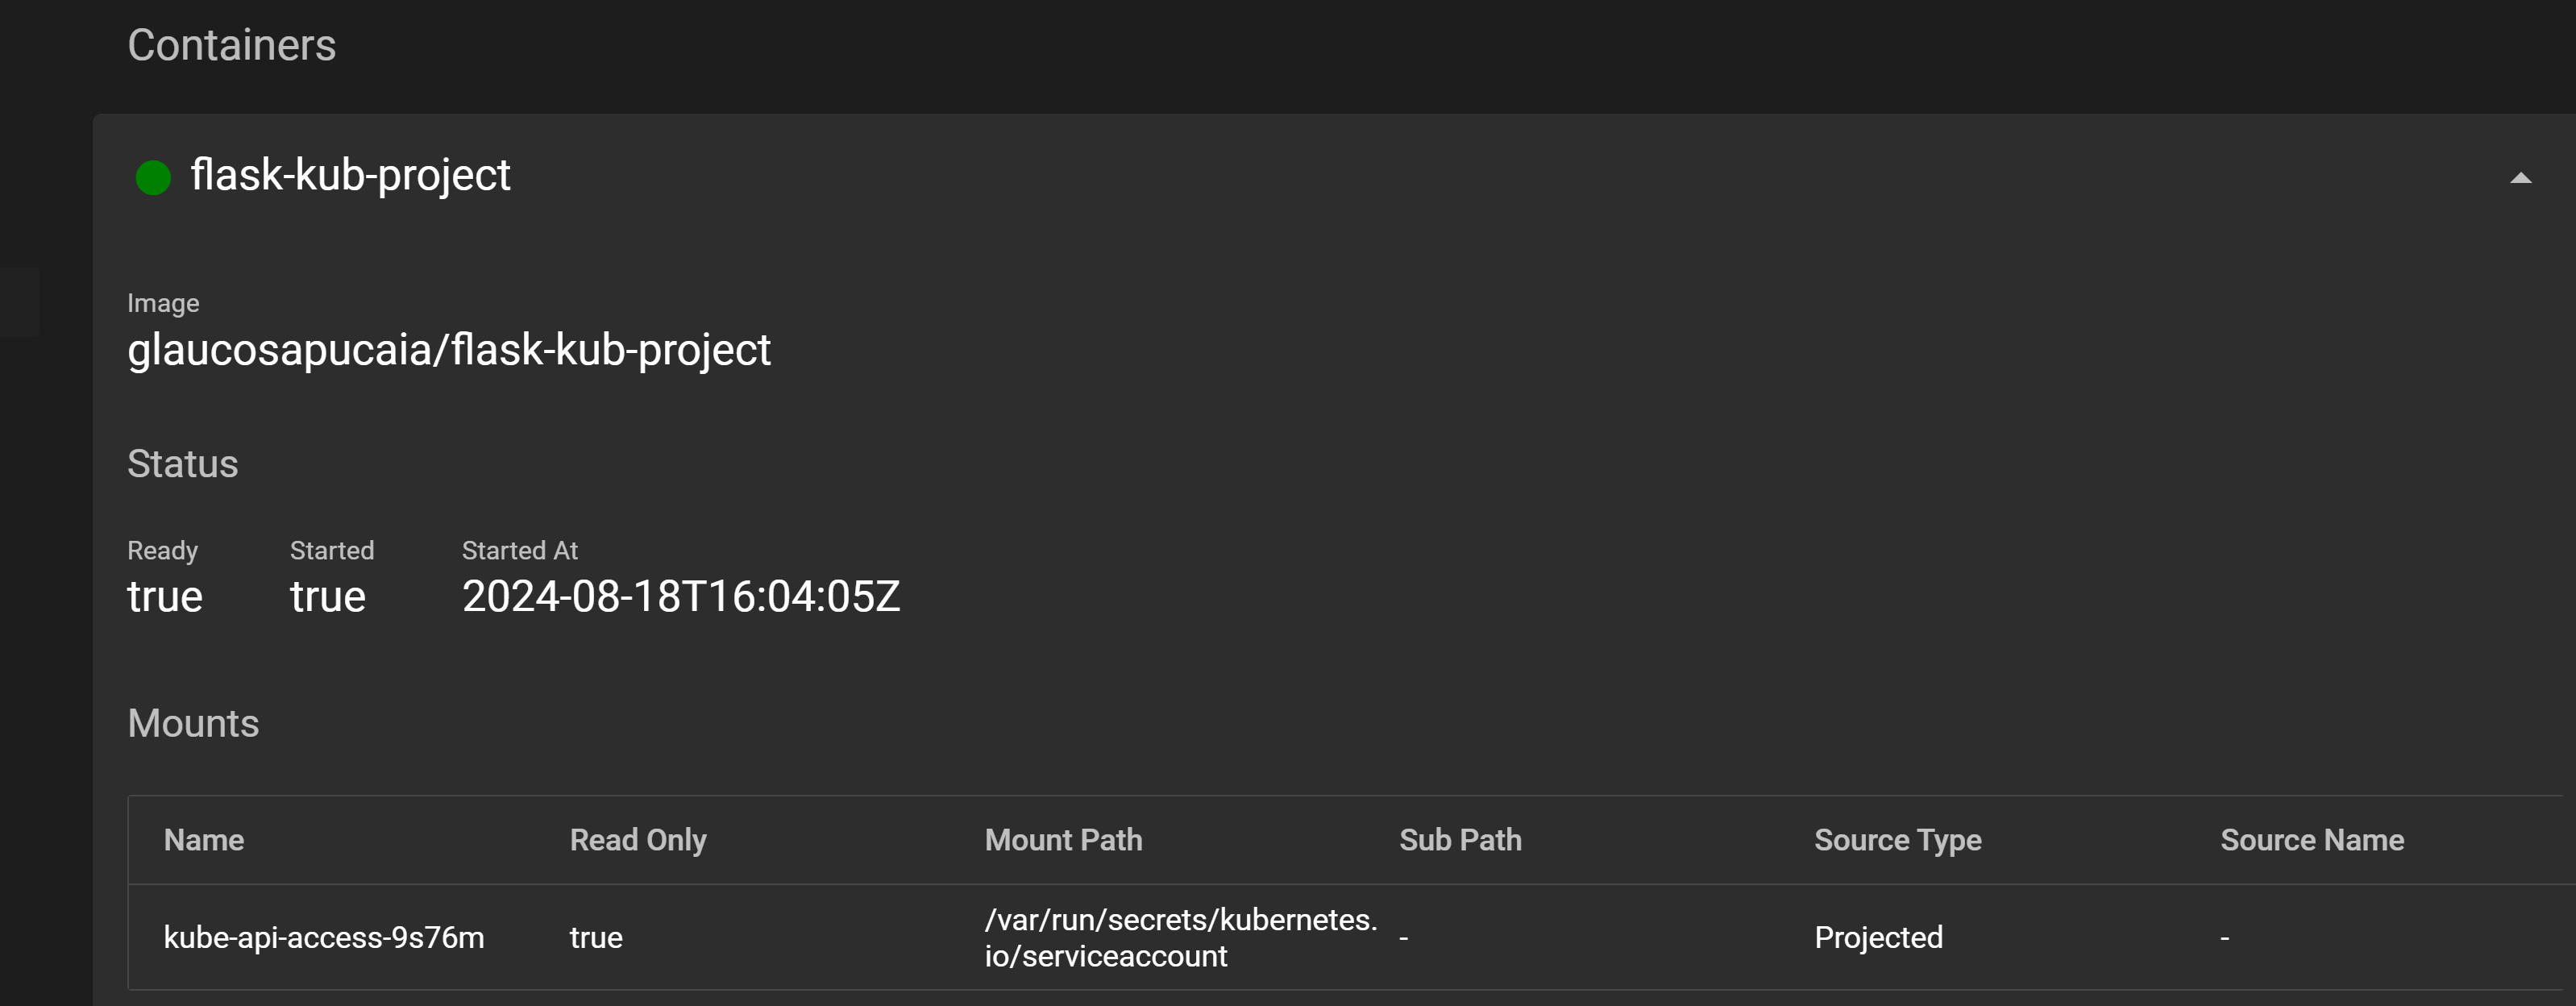 Containers
flask-kub-project
Image
glaucosapucaia/flask-kub-project
Status
Ready Started Started At
true true 2024-08-18T16:04:05Z
Mounts
Name Read Only Mount Path Sub Path Source Type Source Name
kube-api-access-9s76m true /var/run/secrets/kubernetes. - Projected -
io/serviceaccount